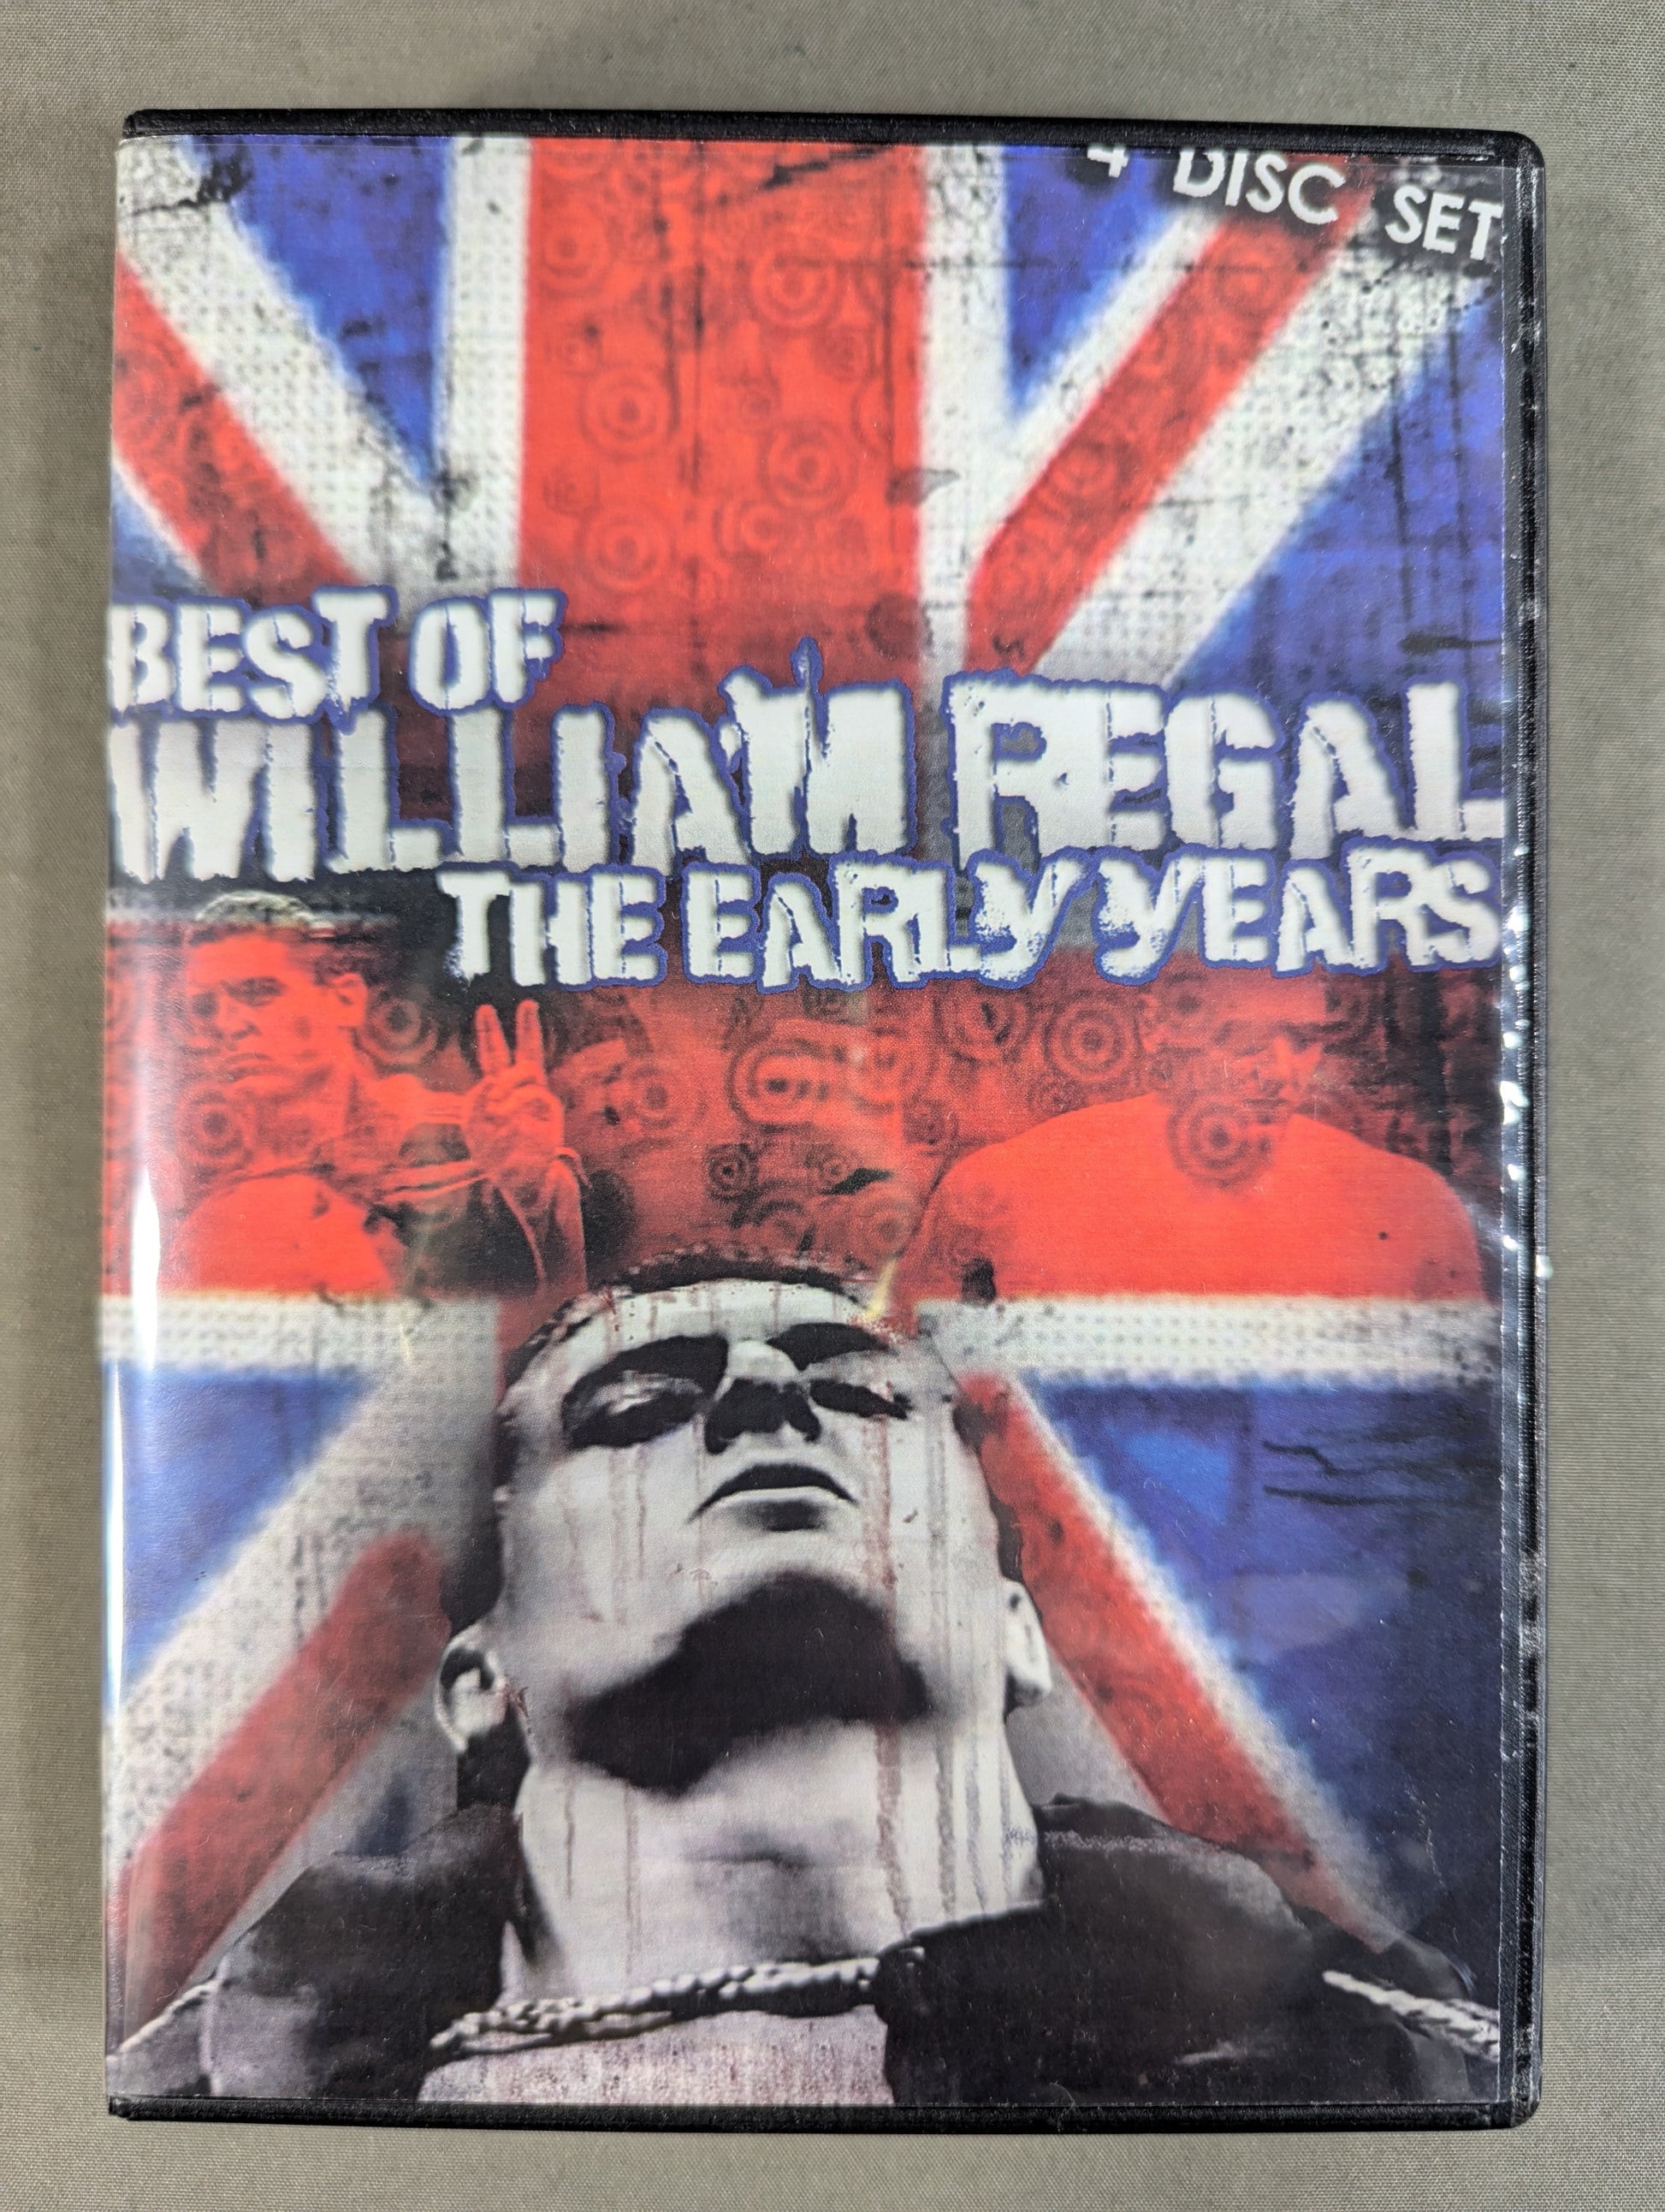 4 DISC SET
BEST OF
WILLIAM REGAL
THE EARLY YEARS